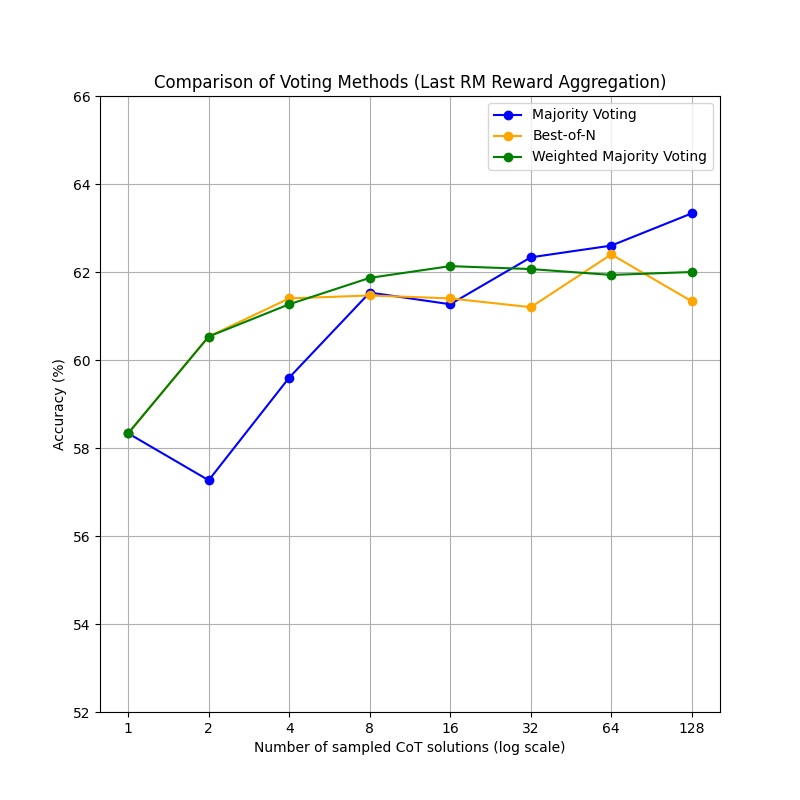 Comparison of Voting Methods (Last RM Reward Aggregation)
Majority Voting
Best-of-N
Weighted Majority Voting
Accuracy (%)
66
64
62
60
58
56
54
52
1 2 4 8 16 32 64 128
Number of sampled CoT solutions (log scale)